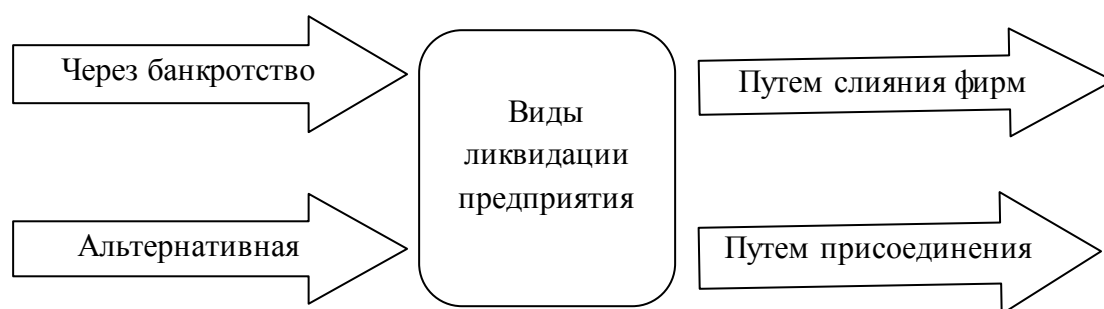 Через банкротство
Альтернативная
Виды
ликвидации
предприятия
Путем слияния фирм
Путем присоединения